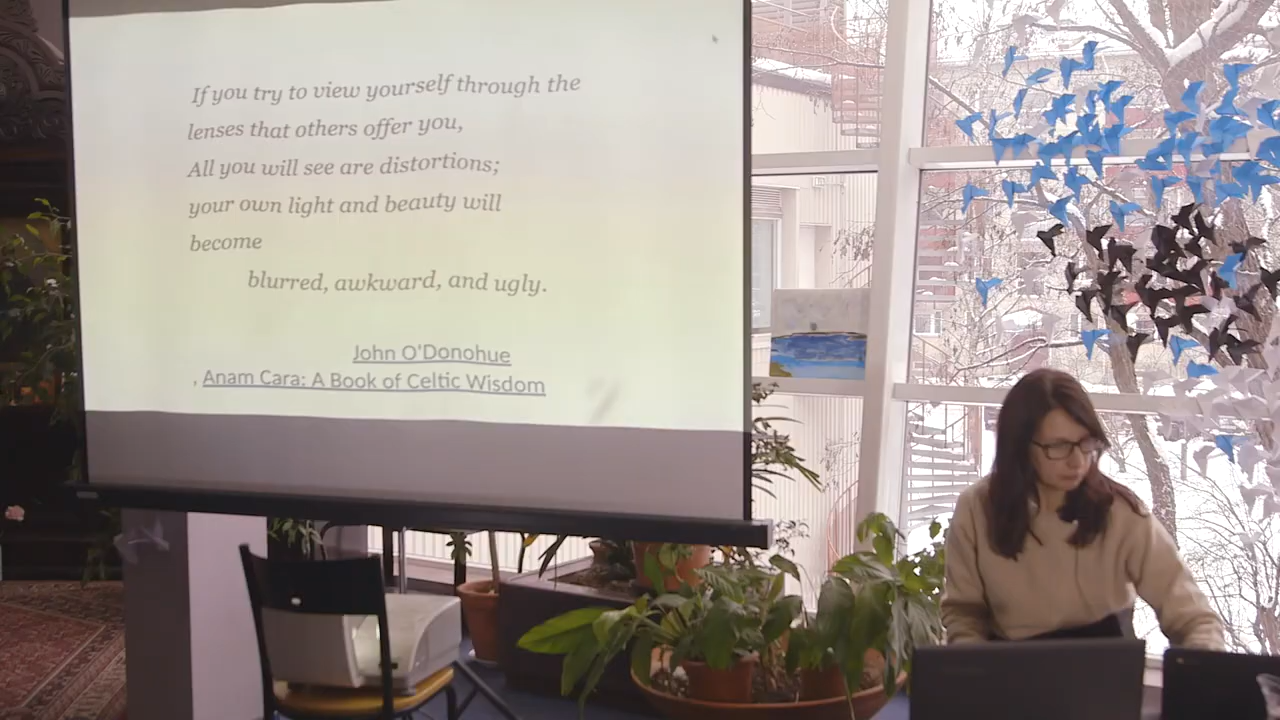 If you try to view yourself through the
lenses that others offer you,
All you will see are distortions;
your own light and beauty will
become
blurred, awkward, and ugly.
John O'Donohue
, Anam Cara: A Book of Celtic Wisdom